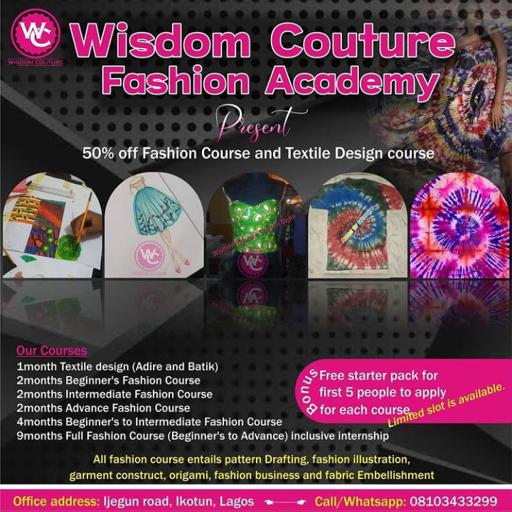 WC
WISDOM COUTURE
Wisdom Couture
Fashion Academy
Present
50% off Fashion Course and Textile Design course
Our Courses
1month Textile design (Adire and Batik)
2months Beginner's Fashion Course
2months Intermediate Fashion Course
2months Advance Fashion Course
4months Beginner's to Intermediate Fashion Course
9months Full Fashion Course (Beginner's to Advance) inclusive internship
Bonus
Free starter pack for
first 5 people to apply
for each course
Limited slot is available.
All fashion course entails pattern Drafting, fashion illustration,
garment construct, origami, fashion business and fabric Embellishment
Office address: Ijegun road, Ikotun, Lagos
Call/Whatsapp: 08103433299